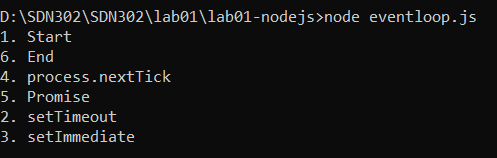 D:\SDN302\SDN302\lab01\lab01-nodejs>node eventloop.js
1. Start
6. End
4. process.nextTick
5. Promise
2. setTimeout
3. setImmediate